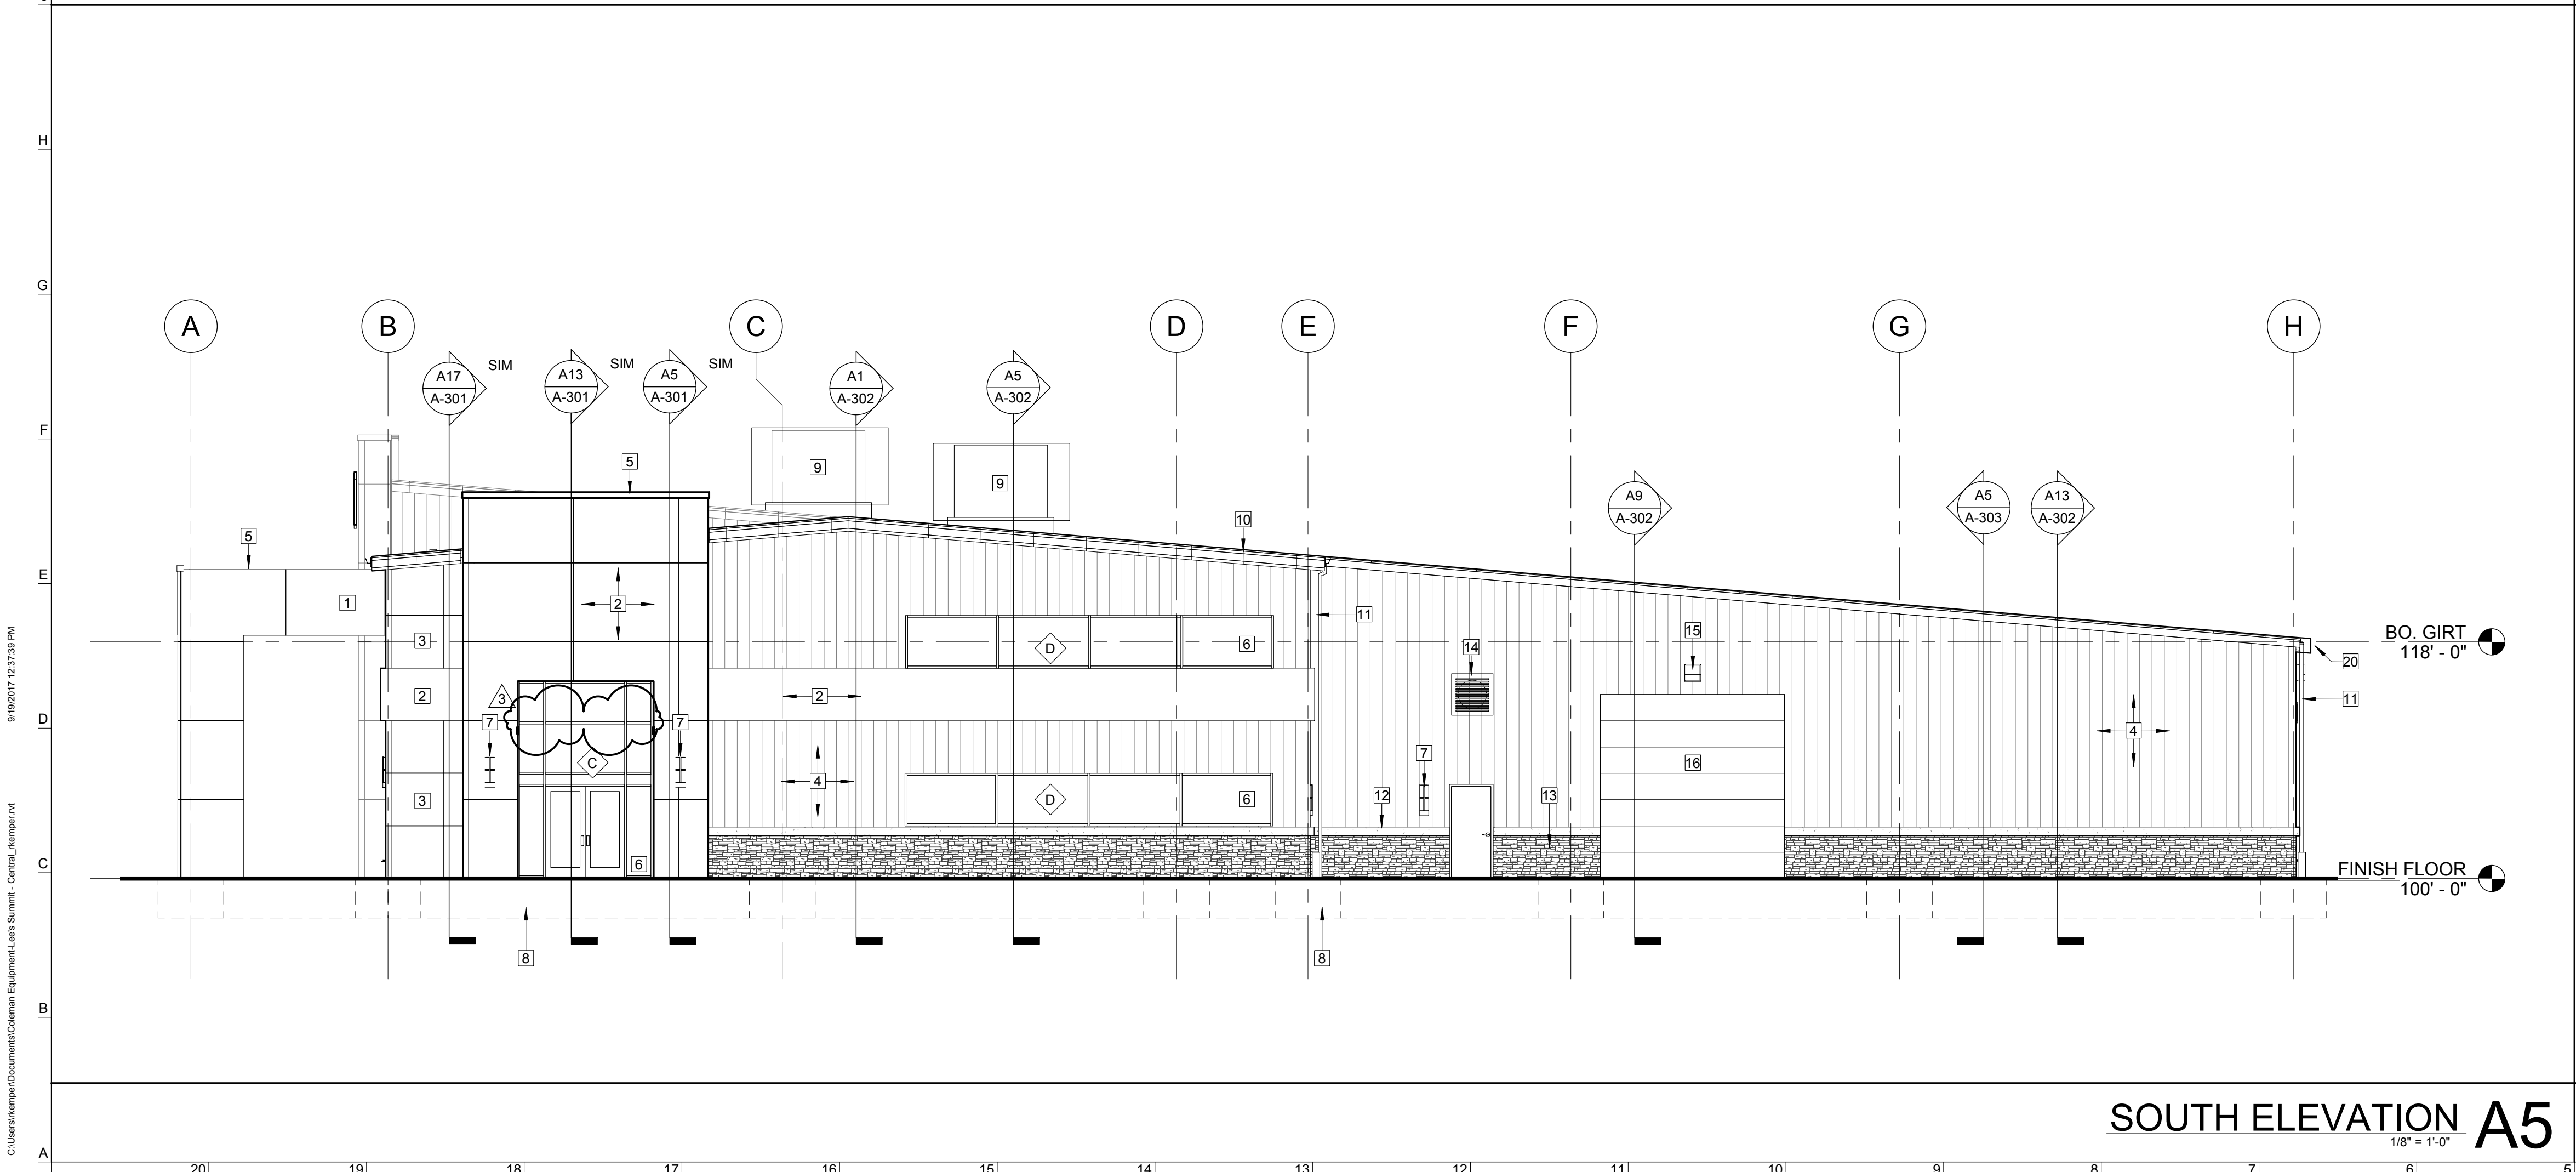 H
G
F
E
D
C
B
A
A B C D E F G H
A17
A-301
SIM
A13
A-301
SIM
A5
A-301
SIM
A1
A-302
A5
A-302
A9
A-302
A5
A-303
A13
A-302
5
9
9
5
10
1
2
3
11
15
14
6
D
BO. GIRT
118' - 0"
20
2
3
7
7
2
11
C
4
4
7
16
3
D
6
12
13
6
FINISH FLOOR
100' - 0"
8
8
SOUTH ELEVATION A5
1/8" = 1'-0"
20 19 18 17 16 15 14 13 12 11 10 9 8 7 6 5
C:\Users\rkemper\Documents\Coleman Equipment-Lee's Summit - Central_rkemper.rvt
9/19/2017 12:37:39 PM